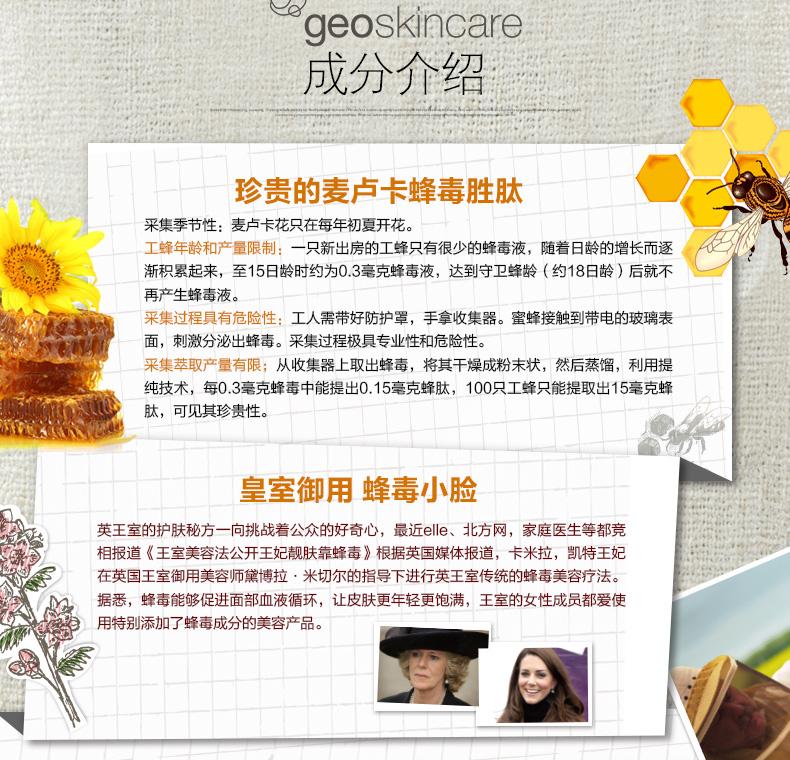 geoskincare
成分介绍
珍贵的麦卢卡蜂毒胜肽
采集季节性；麦卢卡花只在每年初夏开花。
工蜂年龄和产量限制；一只新出房的工蜂只有很少的蜂毒液，随着日龄的增长而逐
渐积累起来，至15日龄时约为0.3毫克蜂毒液，达到守卫蜂龄（约18日龄）后就不
再产生蜂毒液。
采集过程具有危险性；工人需带好防护罩，手拿收集器。蜜蜂接触到带电的玻璃表
面，刺激分泌出蜂毒。采集过程极具专业性和危险性。
采集萃取产量有限；从收集器上取出蜂毒，将其干燥成粉末状，然后蒸馏，利用提
纯技术，每0.3毫克蜂毒中能提出0.15毫克蜂肽，100只工蜂只能提取出15毫克蜂
肽，可见其珍贵性。
皇室御用 蜂毒小脸
英王室的护肤秘方一向挑战着公众的好奇心，最近elle、北方网，家庭医生等都竞
相报道《王室美容法公开王妃靓肤靠蜂毒》根据英国媒体报道，卡米拉，凯特王妃
在英国王室御用美容师黛博拉·米切尔的指导下进行英王室传统的蜂毒美容疗法。
据悉，蜂毒能够促进面部血液循环，让皮肤更年轻更饱满，王室的女性成员都爱使
用特别添加了蜂毒成分的美容产品。